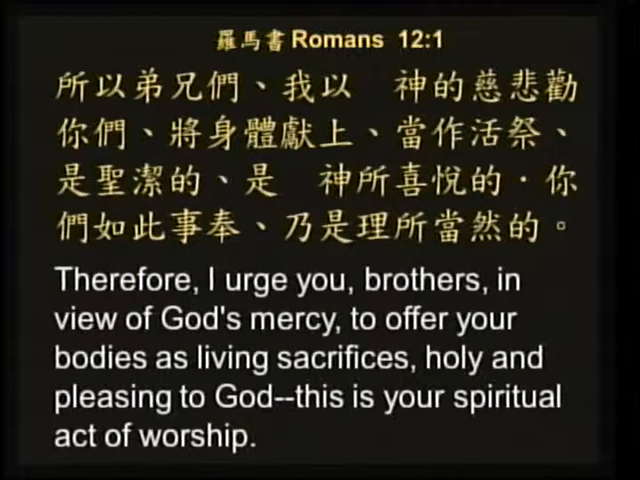 羅馬書 Romans 12:1
所以弟兄們、我以　神的慈悲勸
你們、將身體獻上、當作活祭、
是聖潔的、是　神所喜悅的．你
們如此事奉、乃是理所當然的。
Therefore, I urge you, brothers, in
view of God's mercy, to offer your
bodies as living sacrifices, holy and
pleasing to God--this is your spiritual
act of worship.